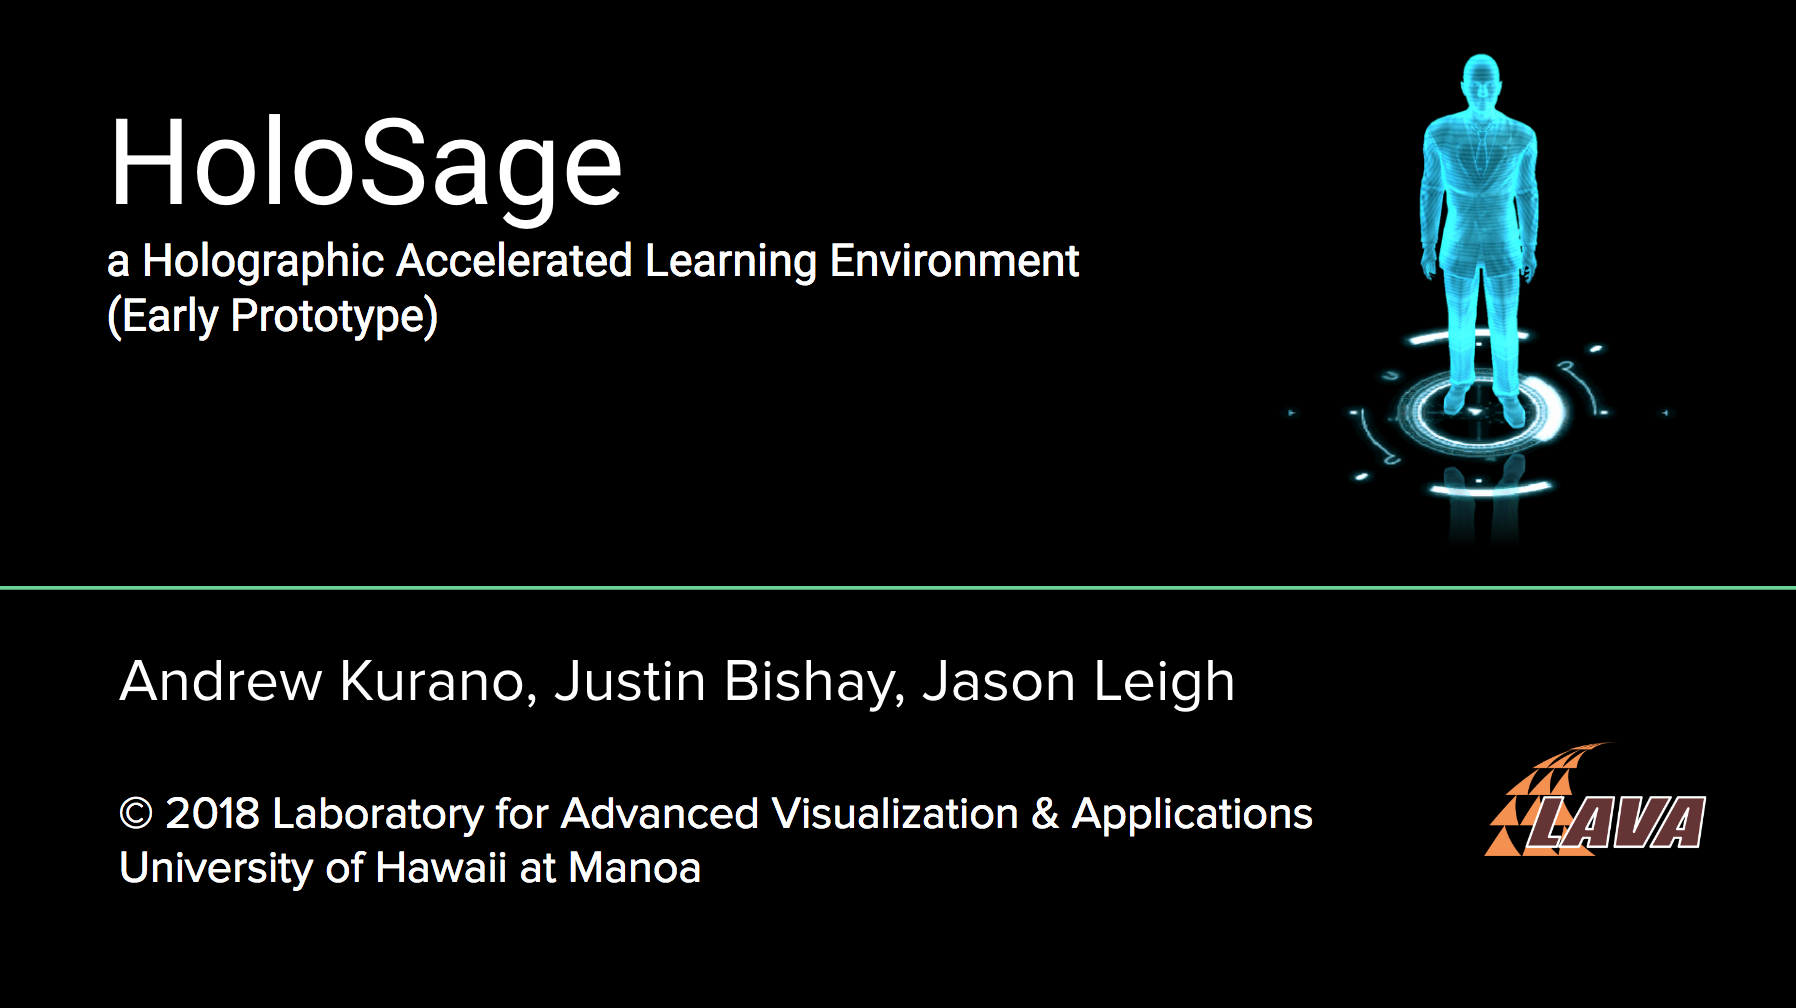 HoloSage
a Holographic Accelerated Learning Environment
(Early Prototype)
Andrew Kurano, Justin Bishay, Jason Leigh
© 2018 Laboratory for Advanced Visualization & Applications
University of Hawaii at Manoa
LAVA